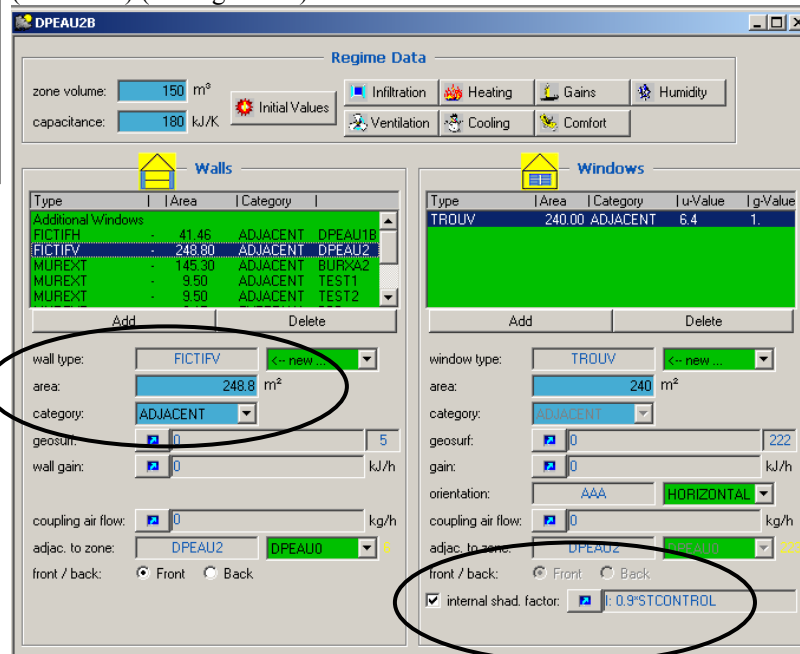 DPEAU2B
Regime Data
zone volume: 150 m³
capacitance: 180 kJ/K
Initial Values
Infiltration Heating Gains Humidity
Ventilation Cooling Comfort
Walls
Type | | Area | Category |
Additional Windows
FICTIFH - 41.46 ADJACENT DPEAU1B
FICTIFV - 248.80 ADJACENT DPEAU2
MUREXT - 145.30 ADJACENT BURXA2
MUREXT - 9.50 ADJACENT TEST1
MUREXT - 9.50 ADJACENT TEST2
Add Delete
wall type: FICTIFV <-- new ...
area: 248.8 m²
category: ADJACENT
geosurf: 0 5
wall gain: 0 kJ/h
coupling air flow: 0 kg/h
adjac. to zone: DPEAU2 DPEAU0 6
front / back: Front Back
Windows
Type | Area | Category | u-Value | g-Value
TROUV 240.00 ADJACENT 6.4 1.
Add Delete
window type: TROUV <-- new ...
area: 240 m²
category: ADJACENT
geosurf: 0 222
gain: 0 kJ/h
orientation: AAA HORIZONTAL
coupling air flow: 0 kg/h
adjac. to zone: DPEAU2 DPEAU0 223
front / back: Front Back
internal shad. factor: I: 0.9*STCONTROL